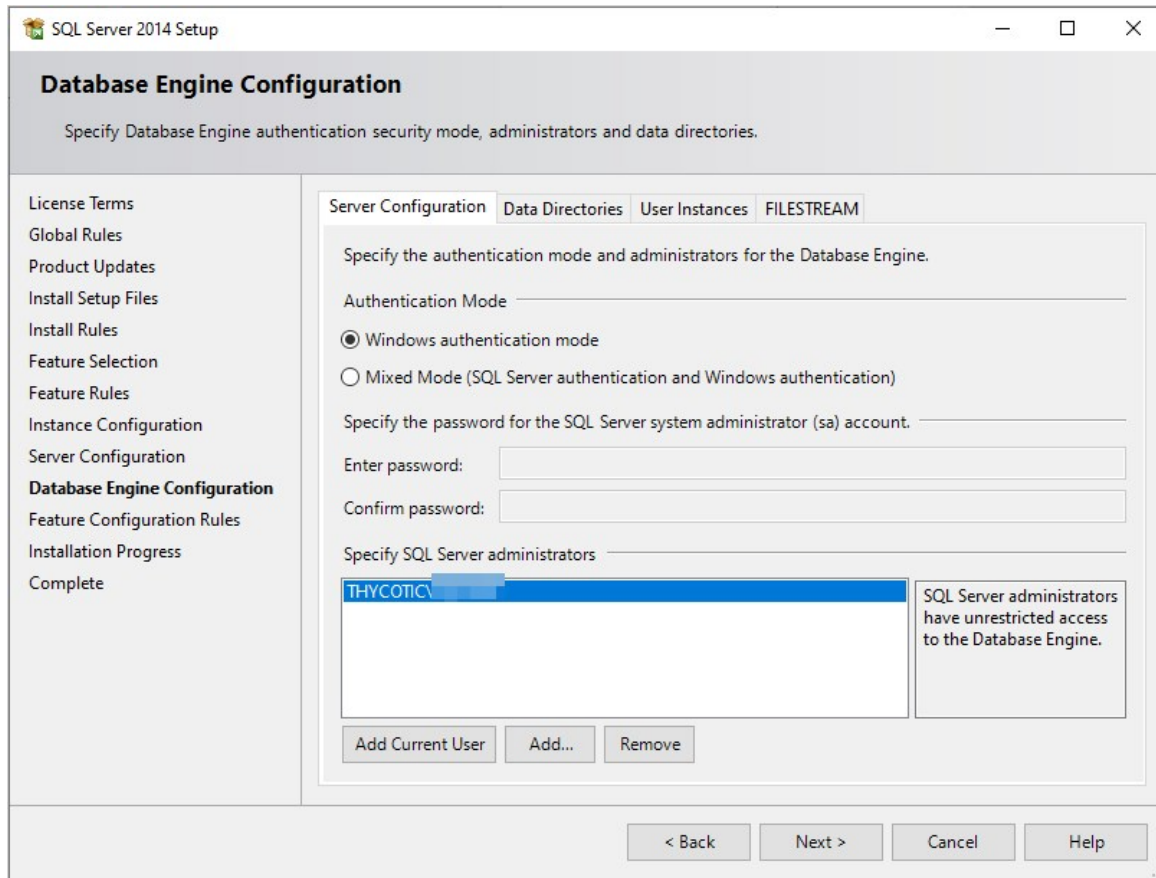 SQL Server 2014 Setup
Database Engine Configuration
Specify Database Engine authentication security mode, administrators and data directories.
License Terms
Global Rules
Product Updates
Install Setup Files
Install Rules
Feature Selection
Feature Rules
Instance Configuration
Server Configuration
Database Engine Configuration
Feature Configuration Rules
Installation Progress
Complete
Server Configuration Data Directories User Instances FILESTREAM
Specify the authentication mode and administrators for the Database Engine.
Authentication Mode
Windows authentication mode
Mixed Mode (SQL Server authentication and Windows authentication)
Specify the password for the SQL Server system administrator (sa) account.
Enter password:
Confirm password:
Specify SQL Server administrators
THYCOTIC\
SQL Server administrators
have unrestricted access
to the Database Engine.
Add Current User Add... Remove
< Back Next > Cancel Help